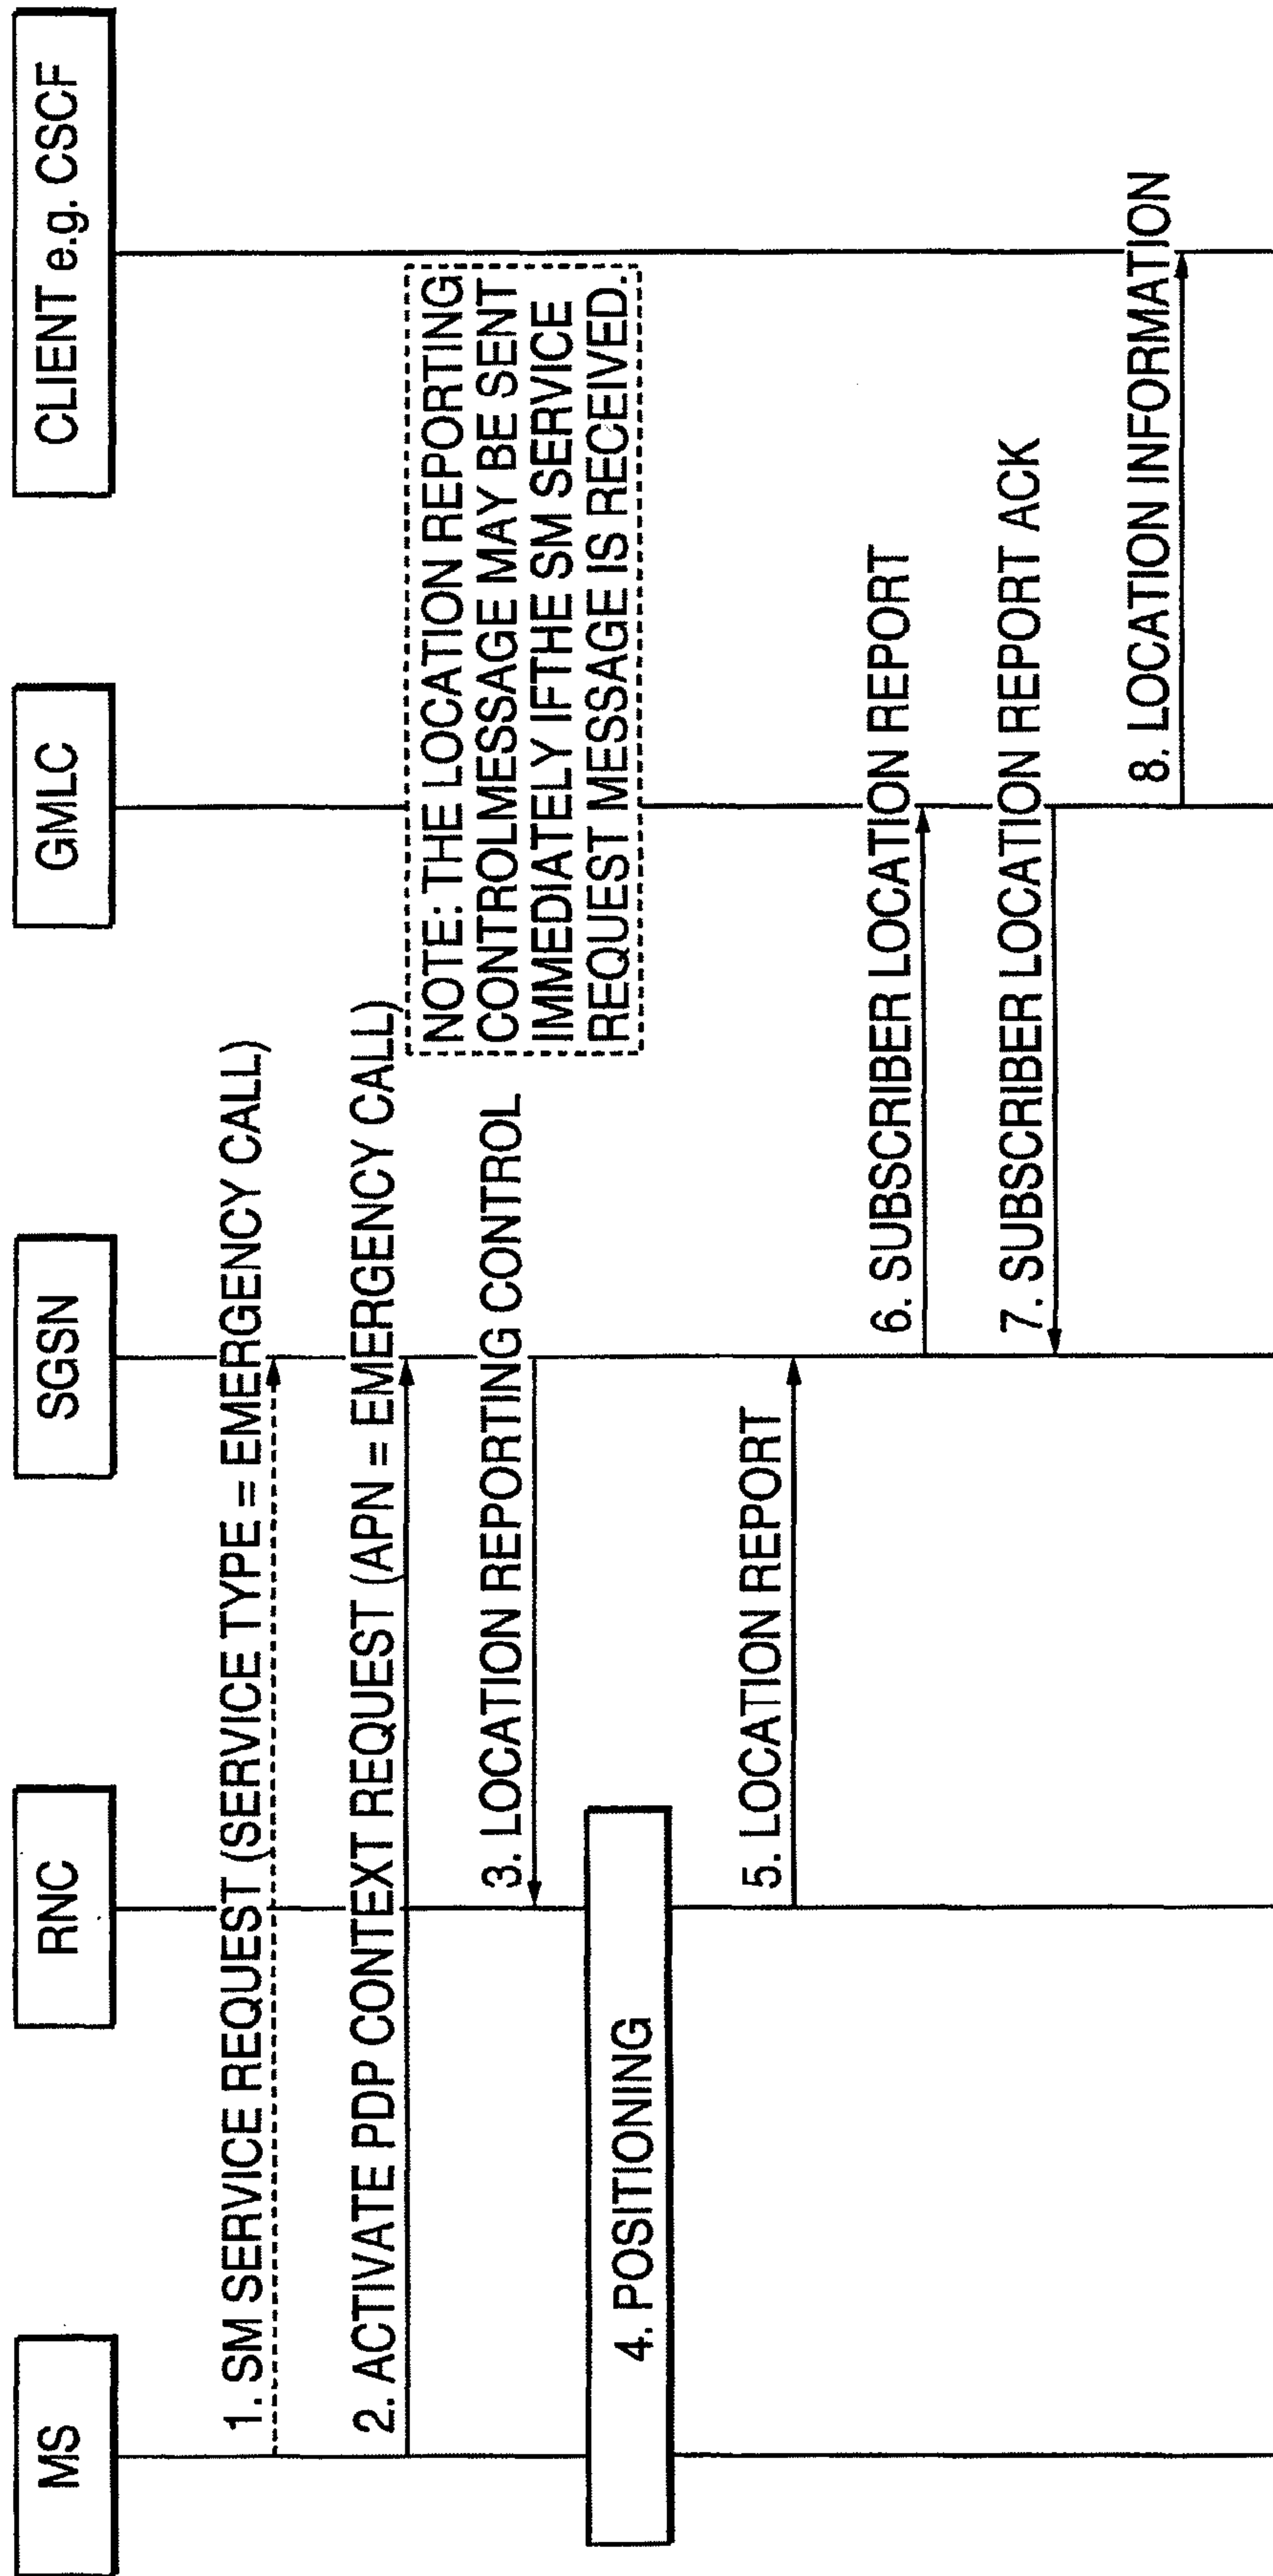 MS
RNC
SGSN
GMLC
CLIENT e.g. CSCF
1. SM SERVICE REQUEST (SERVICE TYPE = EMERGENCY CALL)
2. ACTIVATE PDP CONTEXT REQUEST (APN = EMERGENCY CALL)
NOTE: THE LOCATION REPORTING
CONTROLMESSAGE MAY BE SENT
IMMEDIATELY IFTHE SM SERVICE
REQUEST MESSAGE IS RECEIVED.
3. LOCATION REPORTING CONTROL
4. POSITIONING
5. LOCATION REPORT
6. SUBSCRIBER LOCATION REPORT
7. SUBSCRIBER LOCATION REPORT ACK
8. LOCATION INFORMATION